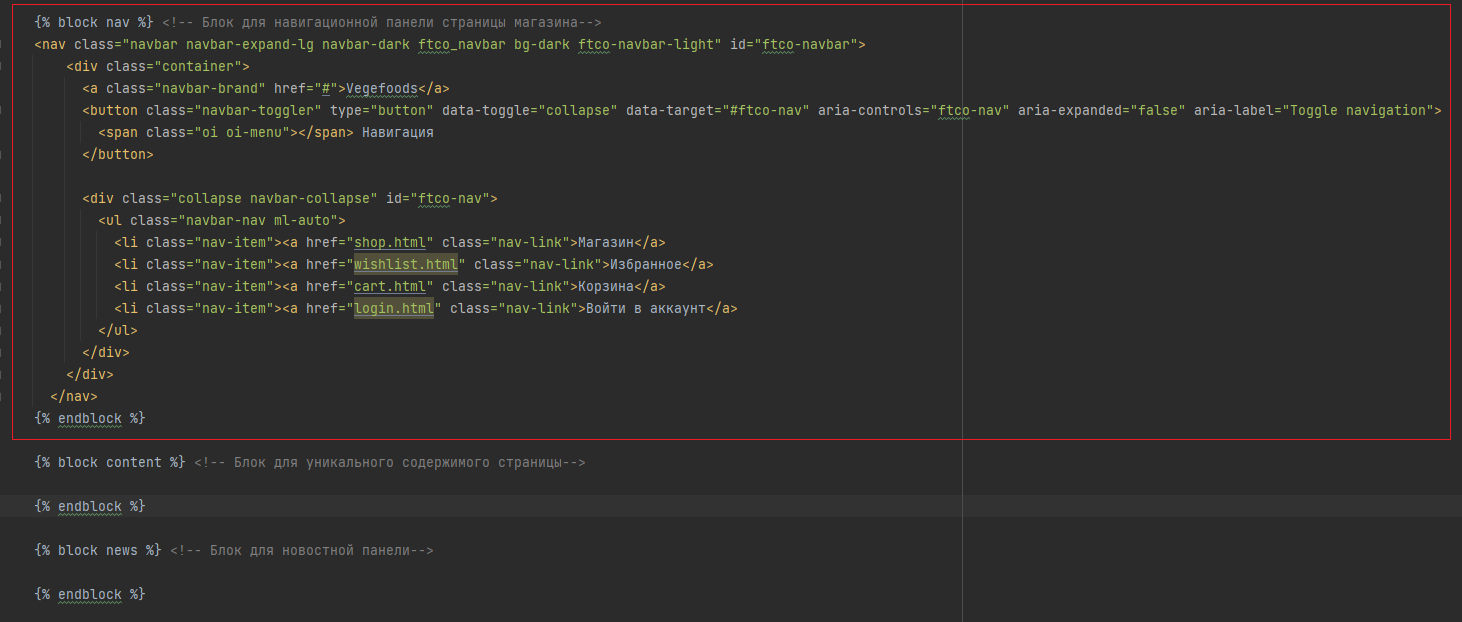 {% block nav %} <!-- Блок для навигационной панели страницы магазина-->
<nav class="navbar navbar-expand-lg navbar-dark ftco_navbar bg-dark ftco-navbar-light" id="ftco-navbar">
<div class="container">
<a class="navbar-brand" href="#">Vegefoods</a>
<button class="navbar-toggler" type="button" data-toggle="collapse" data-target="#ftco-nav" aria-controls="ftco-nav" aria-expanded="false" aria-label="Toggle navigation">
<span class="oi oi-menu"></span> Навигация
</button>
<div class="collapse navbar-collapse" id="ftco-nav">
<ul class="navbar-nav ml-auto">
<li class="nav-item"><a href="shop.html" class="nav-link">Магазин</a>
<li class="nav-item"><a href="wishlist.html" class="nav-link">Избранное</a>
<li class="nav-item"><a href="cart.html" class="nav-link">Корзина</a>
<li class="nav-item"><a href="login.html" class="nav-link">Войти в аккаунт</a>
</ul>
</div>
</div>
</nav>
{% endblock %}
{% block content %} <!-- Блок для уникального содержимого страницы-->
{% endblock %}
{% block news %} <!-- Блок для новостной панели-->
{% endblock %}